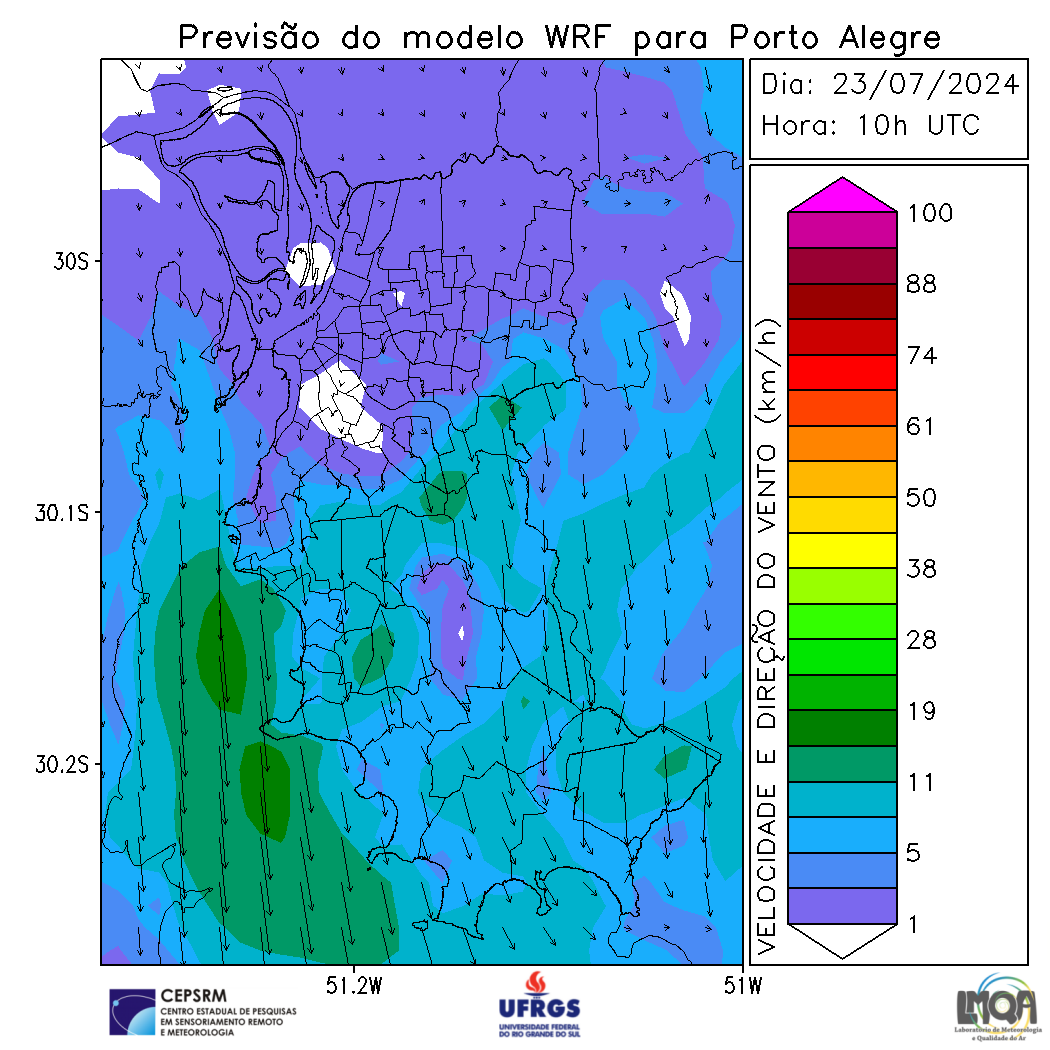 Previsão do modelo WRF para Porto Alegre
Dia: 23/07/2024
Hora: 10h UTC
100
88
74
61
50
38
28
19
11
5
1
VELOCIDADE E DIREÇÃO DO VENTO (km/h)
30S
30.1S
30.2S
51.2W
51W
CEPSRM
CENTRO ESTADUAL DE PESQUISAS
EM SENSORIAMENTO REMOTO
E METEOROLOGIA
UFRGS
UNIVERSIDADE FEDERAL
DO RIO GRANDE DO SUL
LMQA
Laboratório de Meteorologia
e Qualidade do Ar